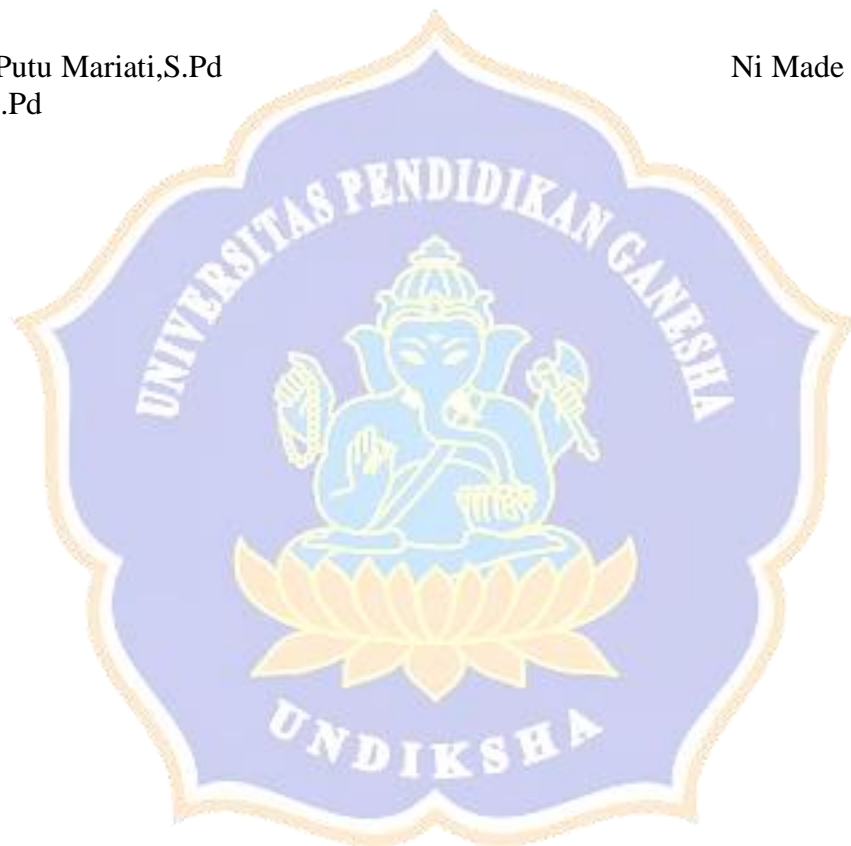 Putu Mariati,S.Pd Ni Made
.Pd
UNIVERSITAS PENDIDIKAN GANESHA
UNDIKSHA